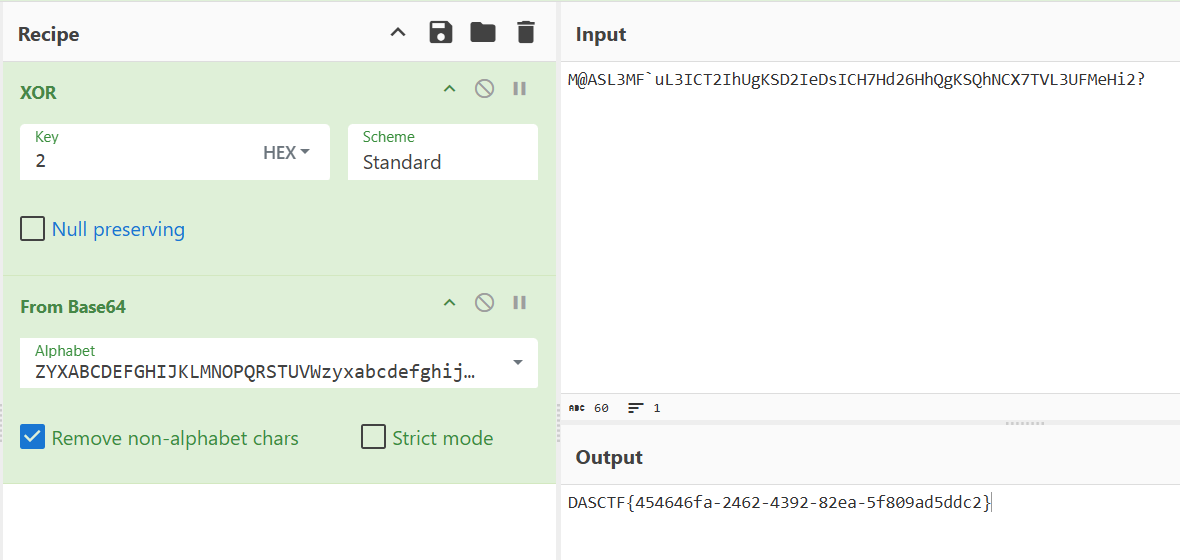 Recipe
XOR
Key
2
HEX
Scheme
Standard
Null preserving
From Base64
Alphabet
ZYXABCDEFGHIJKLMNOPQRSTUVWzyxabcdefghij…
Remove non-alphabet chars
Strict mode
Input
M@ASL3MF`uL3ICT2IhUgKSD2IeDsICH7Hd26HhQgKSQhNCX7TVL3UFMeHi2?
ABC 60
1
Output
DASCTF{454646fa-2462-4392-82ea-5f809ad5ddc2}